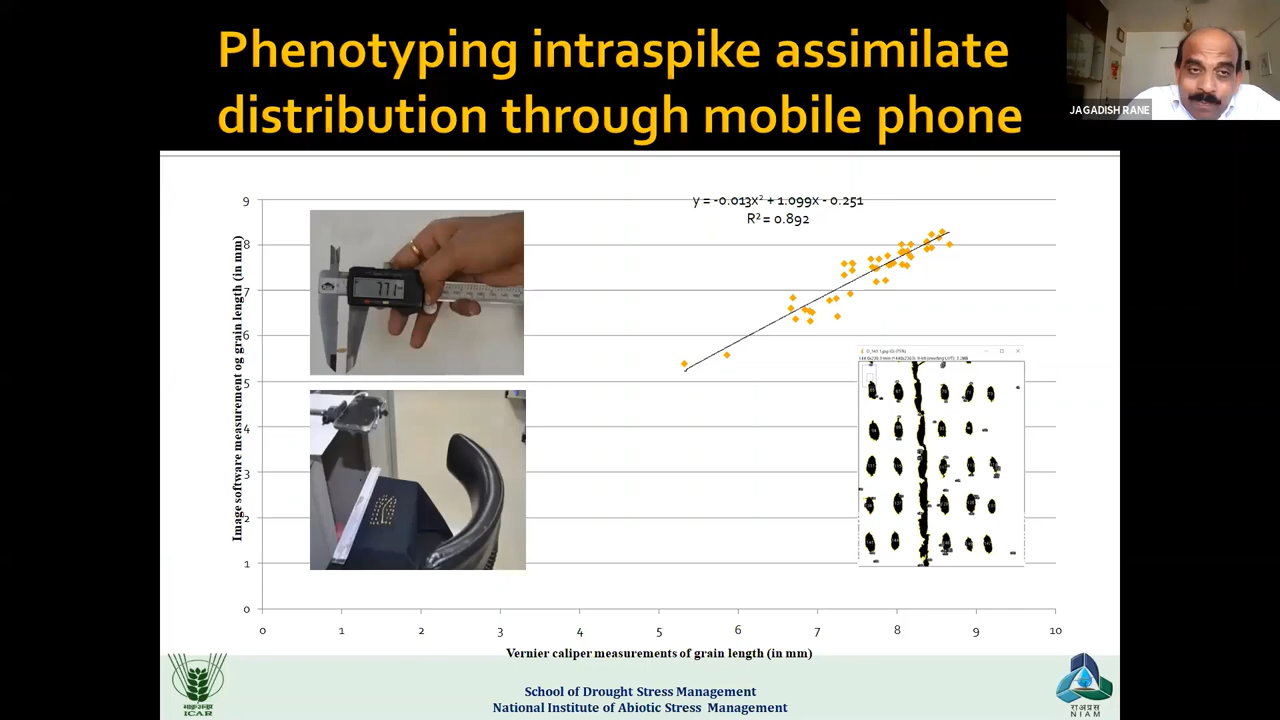 Phenotyping intraspike assimilate
distribution through mobile phone
JAGADISH RANE
y = -0.013x² + 1.099x - 0.251
R² = 0.892
9
8
7
6
5
4
3
2
1
0
Image software measurement og grain length (in mm)
771
0
1
2
3
4
5
6
7
8
9
10
Vernier caliper measurements of grain length (in mm)
School of Drought Stress Management
National Institute of Abiotic Stress Management
ICAR
NIAM